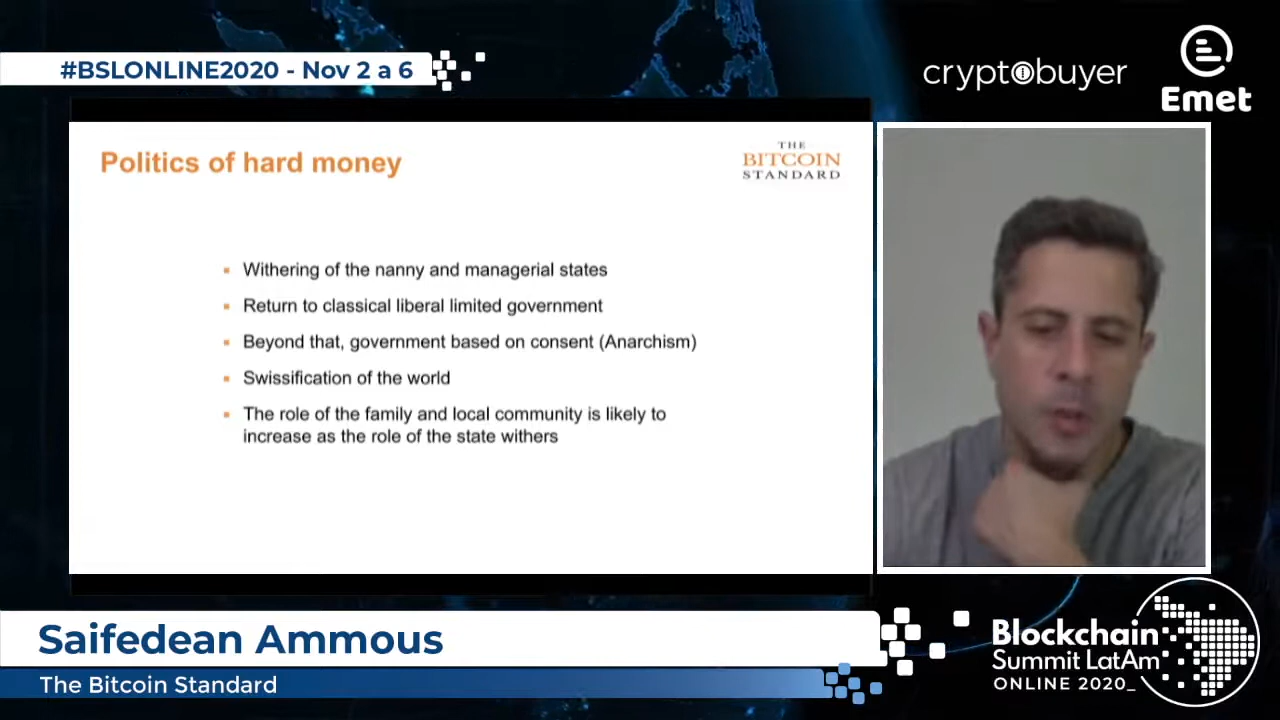 #BSLONLINE2020 - Nov 2 a 6
cryptobuyer
Emet
Politics of hard money
THE
BITCOIN
STANDARD
Withering of the nanny and managerial states
Return to classical liberal limited government
Beyond that, government based on consent (Anarchism)
Swissification of the world
The role of the family and local community is likely to
increase as the role of the state withers
Saifedean Ammous
The Bitcoin Standard
Blockchain
Summit LatAm
ONLINE 2020_